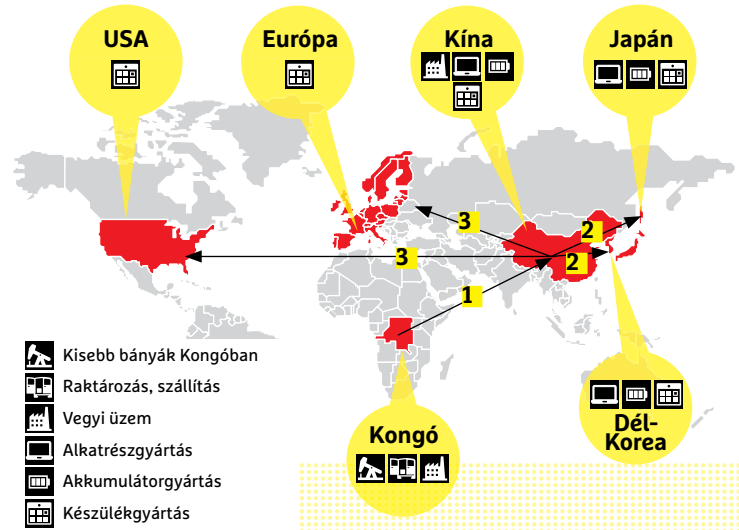 USA
Európa
Kína
Japán
3
2
3
2
1
Kisebb bányák Kongóban
Raktározás, szállítás
Vegyi üzem
Alkatrészgyártás
Akkumulátorgyártás
Készülékgyártás
Kongó
Dél-
Korea